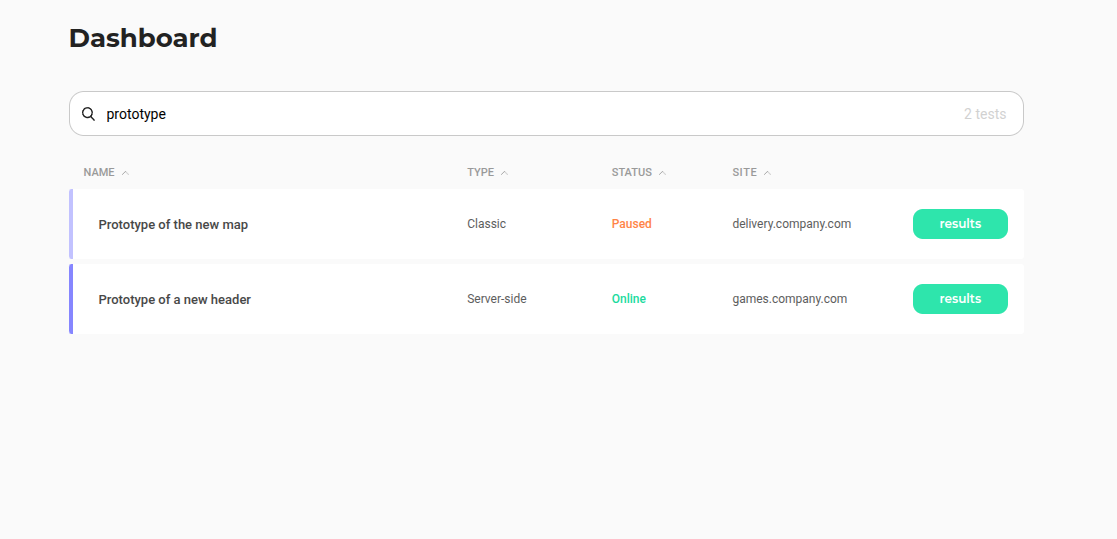 Dashboard
prototype 2 tests
NAME TYPE STATUS SITE
Prototype of the new map Classic Paused delivery.company.com results
Prototype of a new header Server-side Online games.company.com results